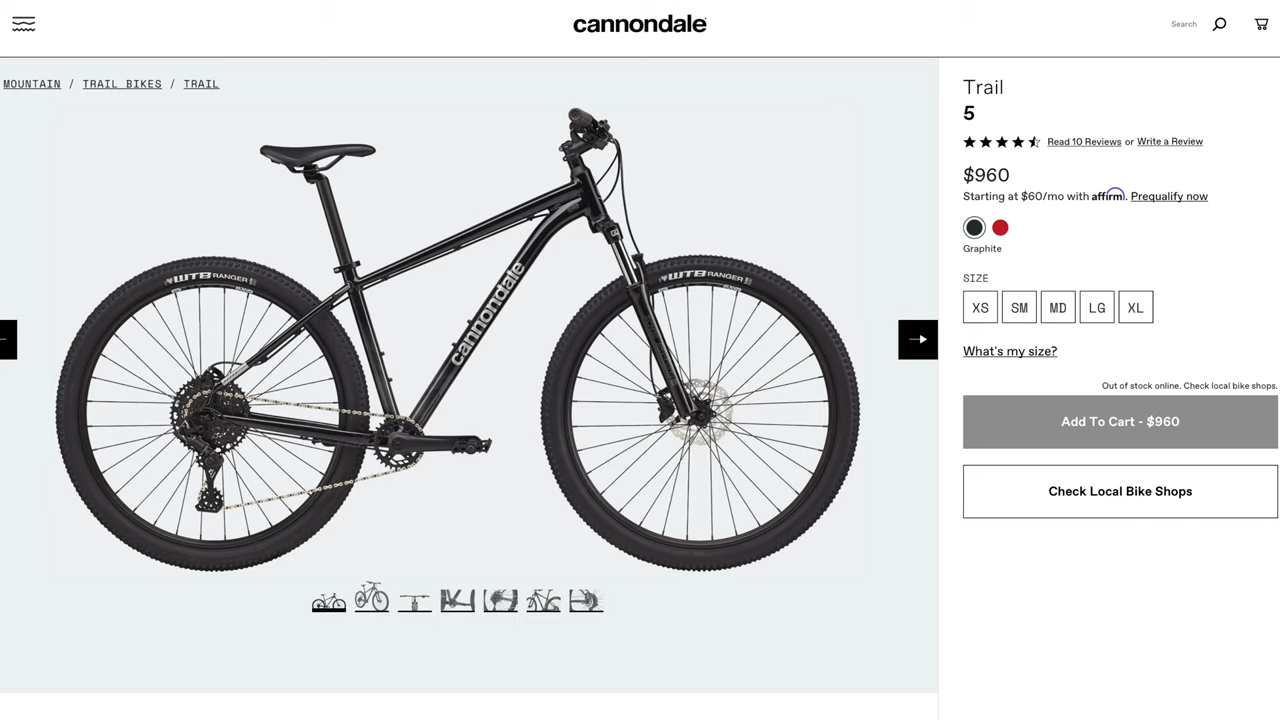 cannondale
Search
MOUNTAIN / TRAIL BIKES / TRAIL
WTB RANGER
WTB RANGER
cannondale
Trail
5
Read 10 Reviews or Write a Review
$960
Starting at $60/mo with affirm. Prequalify now
Graphite
SIZE
XS SM MD LG XL
What's my size?
Out of stock online. Check local bike shops.
Add To Cart - $960
Check Local Bike Shops